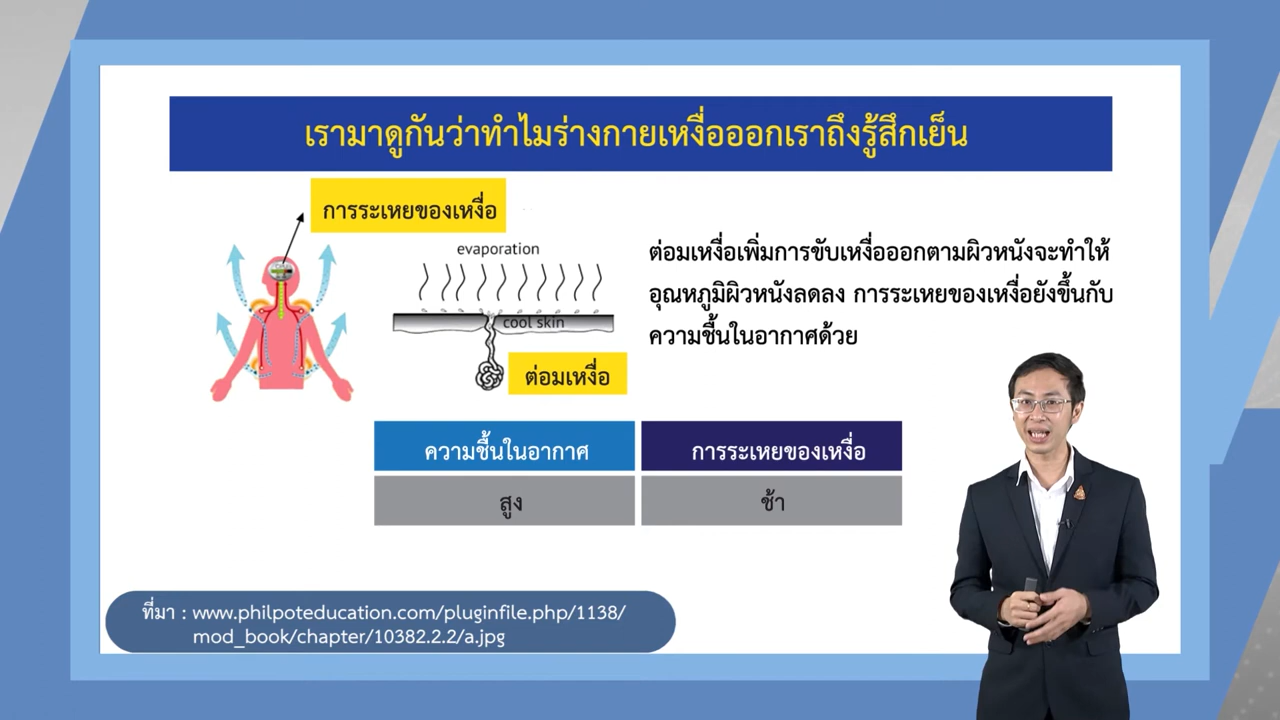 เรามาดูกันว่าทำไมร่างกายเหงื่อออกเราถึงรู้สึกเย็น
การระเหยของเหงื่อ
evaporation
cool skin
ต่อมเหงื่อ
ต่อมเหงื่อเพิ่มการขับเหงื่อออกตามผิวหนังจะทำให้
อุณหภูมิผิวหนังลดลง การระเหยของเหงื่อยังขึ้นกับ
ความชื้นในอากาศด้วย
ความชื้นในอากาศ
การระเหยของเหงื่อ
สูง
ช้า
ที่มา : www.philpoteducation.com/pluginfile.php/1138/
mod_book/chapter/10382.2.2/a.jpg